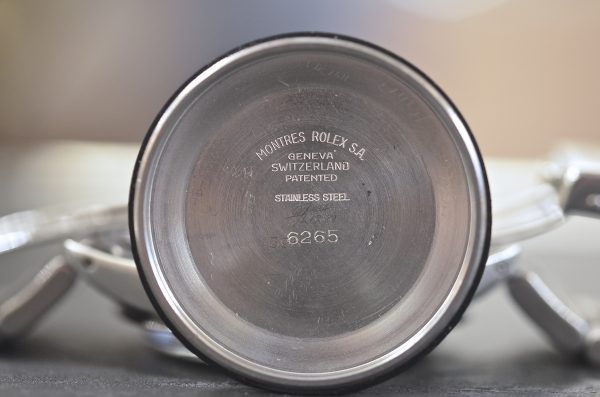 MONTRES ROLEX S.A.
GENEVA
SWITZERLAND
PATENTED
STAINLESS STEEL
6265